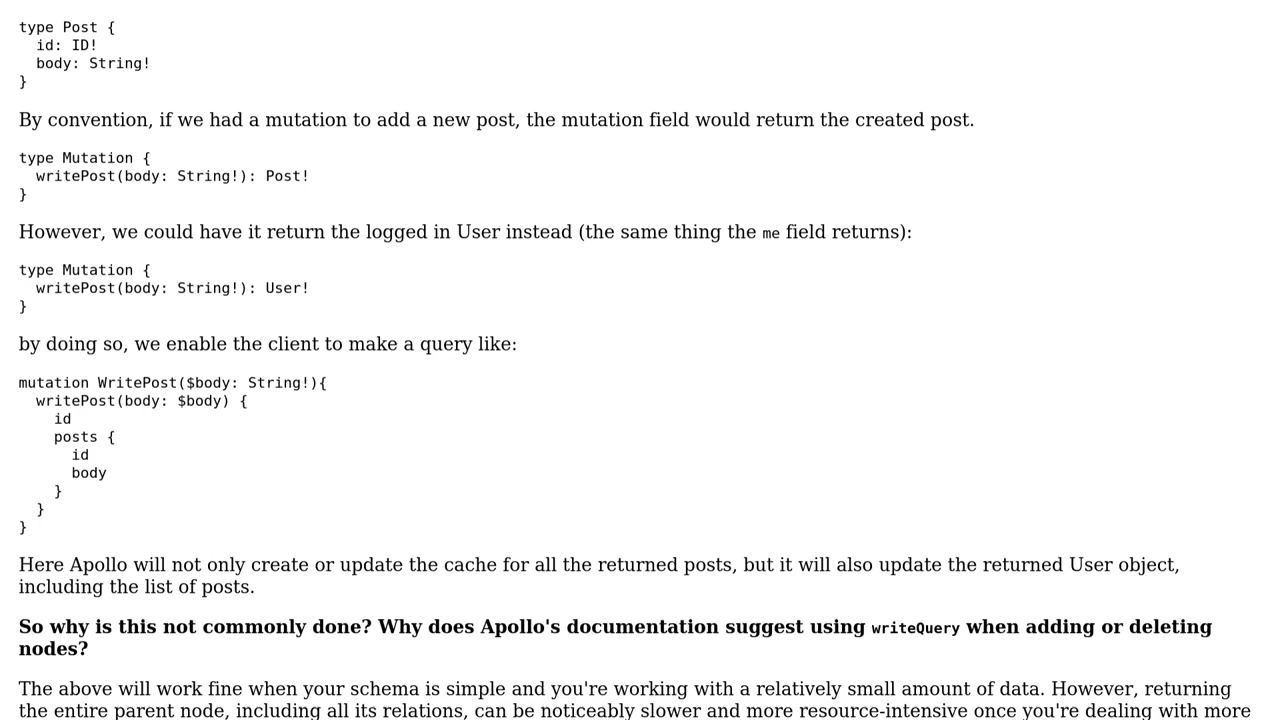 type Post {
  id: ID!
  body: String!
}
By convention, if we had a mutation to add a new post, the mutation field would return the created post.
type Mutation {
  writePost(body: String!): Post!
}
However, we could have it return the logged in User instead (the same thing the me field returns):
type Mutation {
  writePost(body: String!): User!
}
by doing so, we enable the client to make a query like:
mutation WritePost($body: String!){
  writePost(body: $body) {
    id
    posts {
      id
      body
    }
  }
}
Here Apollo will not only create or update the cache for all the returned posts, but it will also update the returned User object,
including the list of posts.
So why is this not commonly done? Why does Apollo's documentation suggest using writeQuery when adding or deleting
nodes?
The above will work fine when your schema is simple and you're working with a relatively small amount of data. However, returning
the entire parent node, including all its relations, can be noticeably slower and more resource-intensive once you're dealing with more